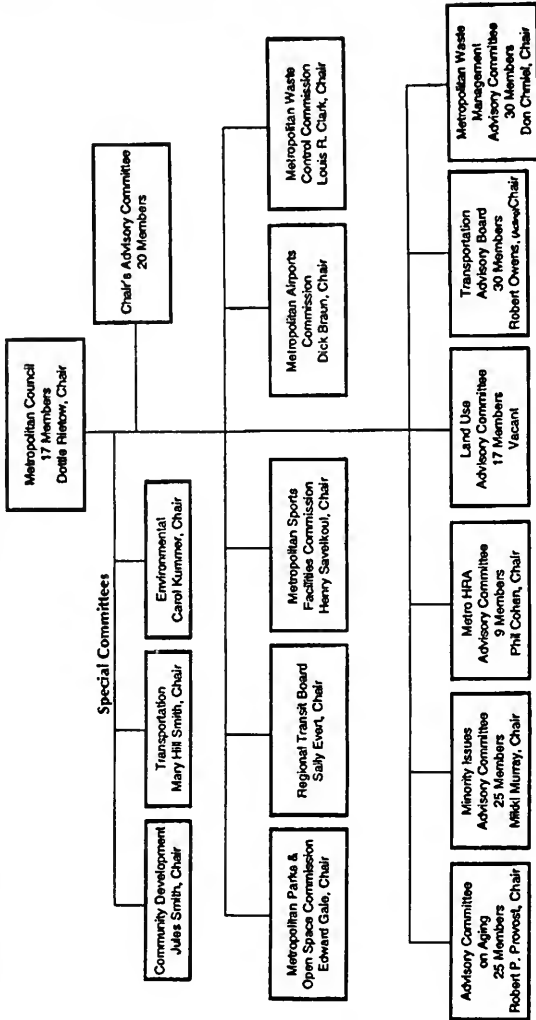 Metropolitan Council
17 Members
Dottie Rietow, Chair
Chair's Advisory Committee
20 Members
Special Committees
Community Development
Jules Smith, Chair
Transportation
Mary Hill Smith, Chair
Environmental
Carol Kummer, Chair
Metropolitan Parks &
Open Space Commission
Edward Gale, Chair
Regional Transit Board
Sally Evert, Chair
Metropolitan Sports
Facilities Commission
Henry Savelkoul, Chair
Metropolitan Airports
Commission
Dick Braun, Chair
Metropolitan Waste
Control Commission
Louis R. Clark, Chair
Advisory Committee
on Aging
25 Members
Robert P. Provost, Chair
Minority Issues
Advisory Committee
25 Members
Mikki Murray, Chair
Metro HRA
Advisory Committee
9 Members
Phil Cohen, Chair
Land Use
Advisory Committee
17 Members
Vacant
Transportation
Advisory Board
30 Members
Robert Owens, (Acting)Chair
Metropolitan Waste
Management
Advisory Committee
30 Members
Don Chmiel, Chair